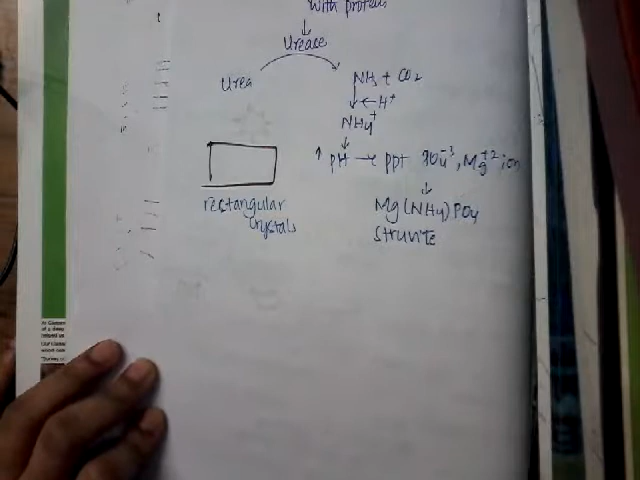 With proteus
↓
Urease
Urea
NH3 + CO2
↓ ← H+
NH4+
↓
↑ pH → ppt PO4-3, Mg+2 ion
↓
Mg(NH4)PO4
Struvite
rectangular
Crystals